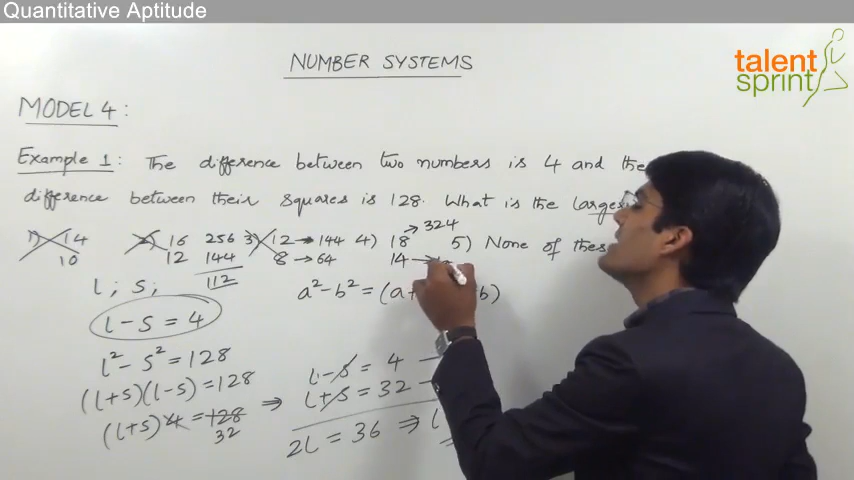 Quantitative Aptitude
talent
sprint
NUMBER SYSTEMS
MODEL 4:
Example 1: The difference between two numbers is 4 and the
difference between their squares is 128. What is the larges
1) 14 2) 16 256 3) 12 → 144 4) 18 → 324 5) None of thes
10 12 144 8 → 64 14 →
112
l; s;
l - s = 4
a² - b² = (a+ b)
l² - s² = 128
(l+s)(l-s) = 128
(l+s) 4 = 128
32
⇒ l - s = 4
l + s = 32
2l = 36 ⇒ l